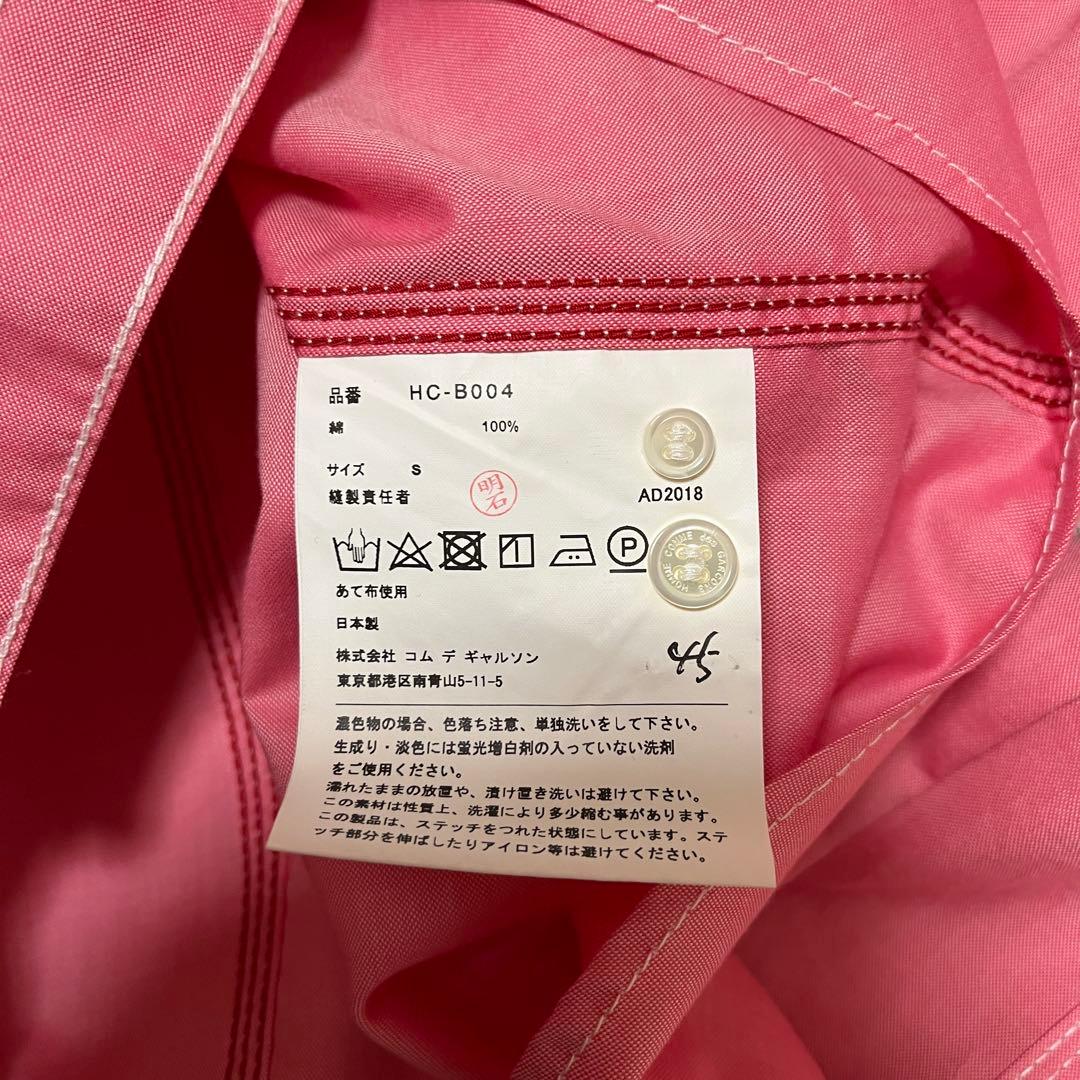 品番 HC-B004
綿 100%
サイズ S
縫製責任者 明石 AD2018
P
HOMME COMME des GARÇONS
あて布使用
日本製
株式会社 コム デ ギャルソン
東京都港区南青山5-11-5
濃色物の場合、色落ち注意、単独洗いをして下さい。
生成り・淡色には蛍光増白剤の入っていない洗剤
をご使用ください。
濡れたままの放置や、漬け置き洗いは避けて下さい。
この素材は性質上、洗濯により多少縮む事があります。
この製品は、ステッチをつれた状態にしています。ステ
ッチ部分を伸ばしたりアイロン等は避けてください。